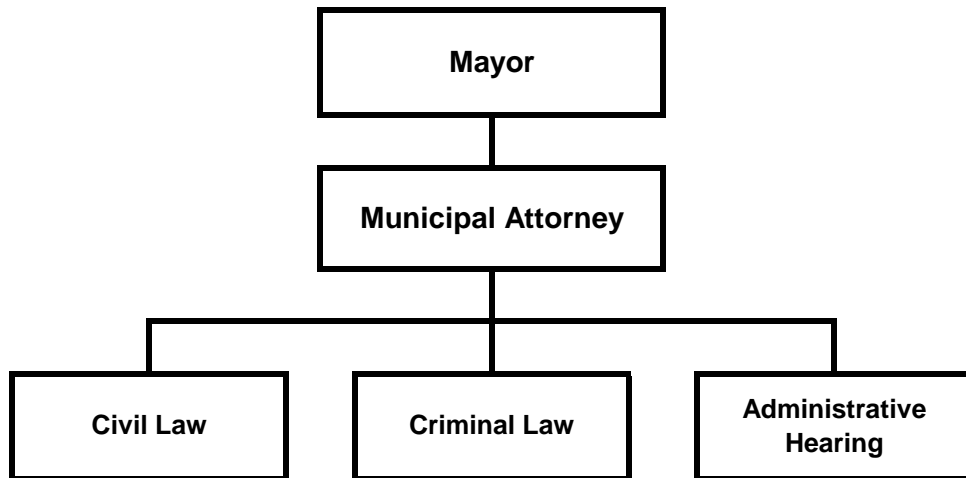 Mayor
Municipal Attorney
Civil Law
Criminal Law
Administrative
Hearing